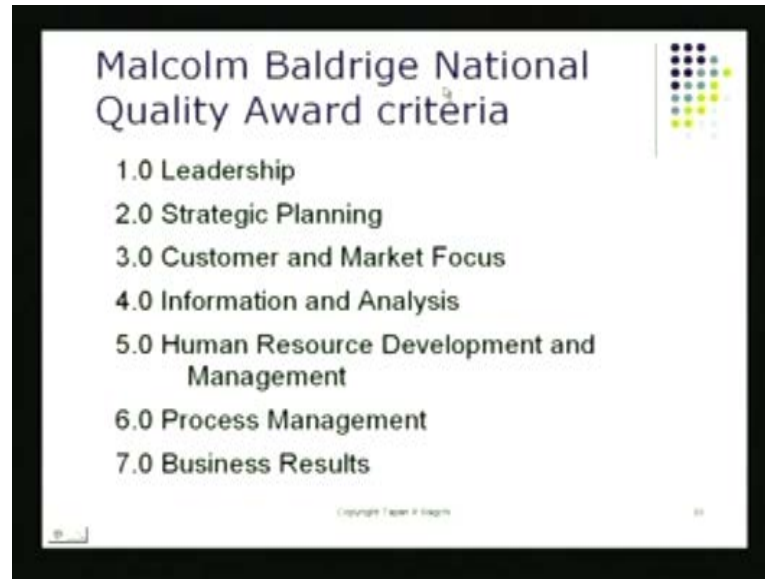 Malcolm Baldrige National
Quality Award criteria
1.0 Leadership
2.0 Strategic Planning
3.0 Customer and Market Focus
4.0 Information and Analysis
5.0 Human Resource Development and
Management
6.0 Process Management
7.0 Business Results
Copyright Tapan